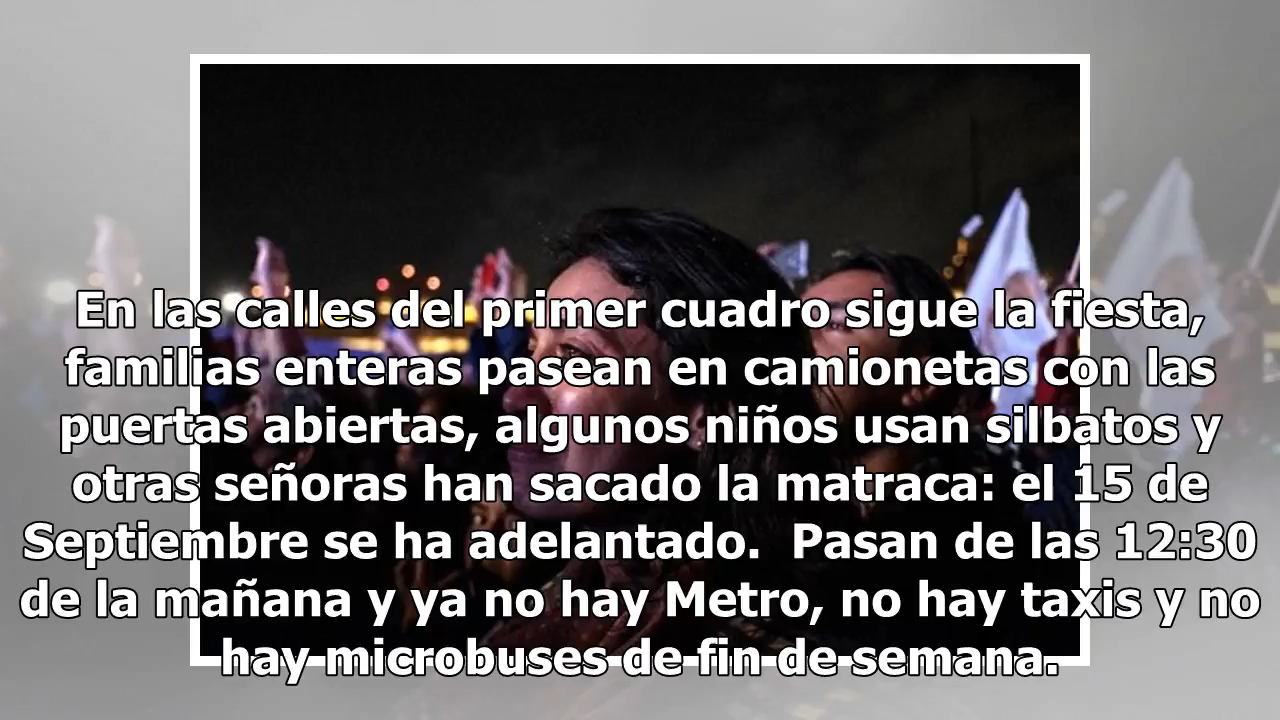 En las calles del primer cuadro sigue la fiesta,
familias enteras pasean en camionetas con las
puertas abiertas, algunos niños usan silbatos y
otras señoras han sacado la matraca: el 15 de
Septiembre se ha adelantado.  Pasan de las 12:30
de la mañana y ya no hay Metro, no hay taxis y no
hay microbuses de fin de semana.